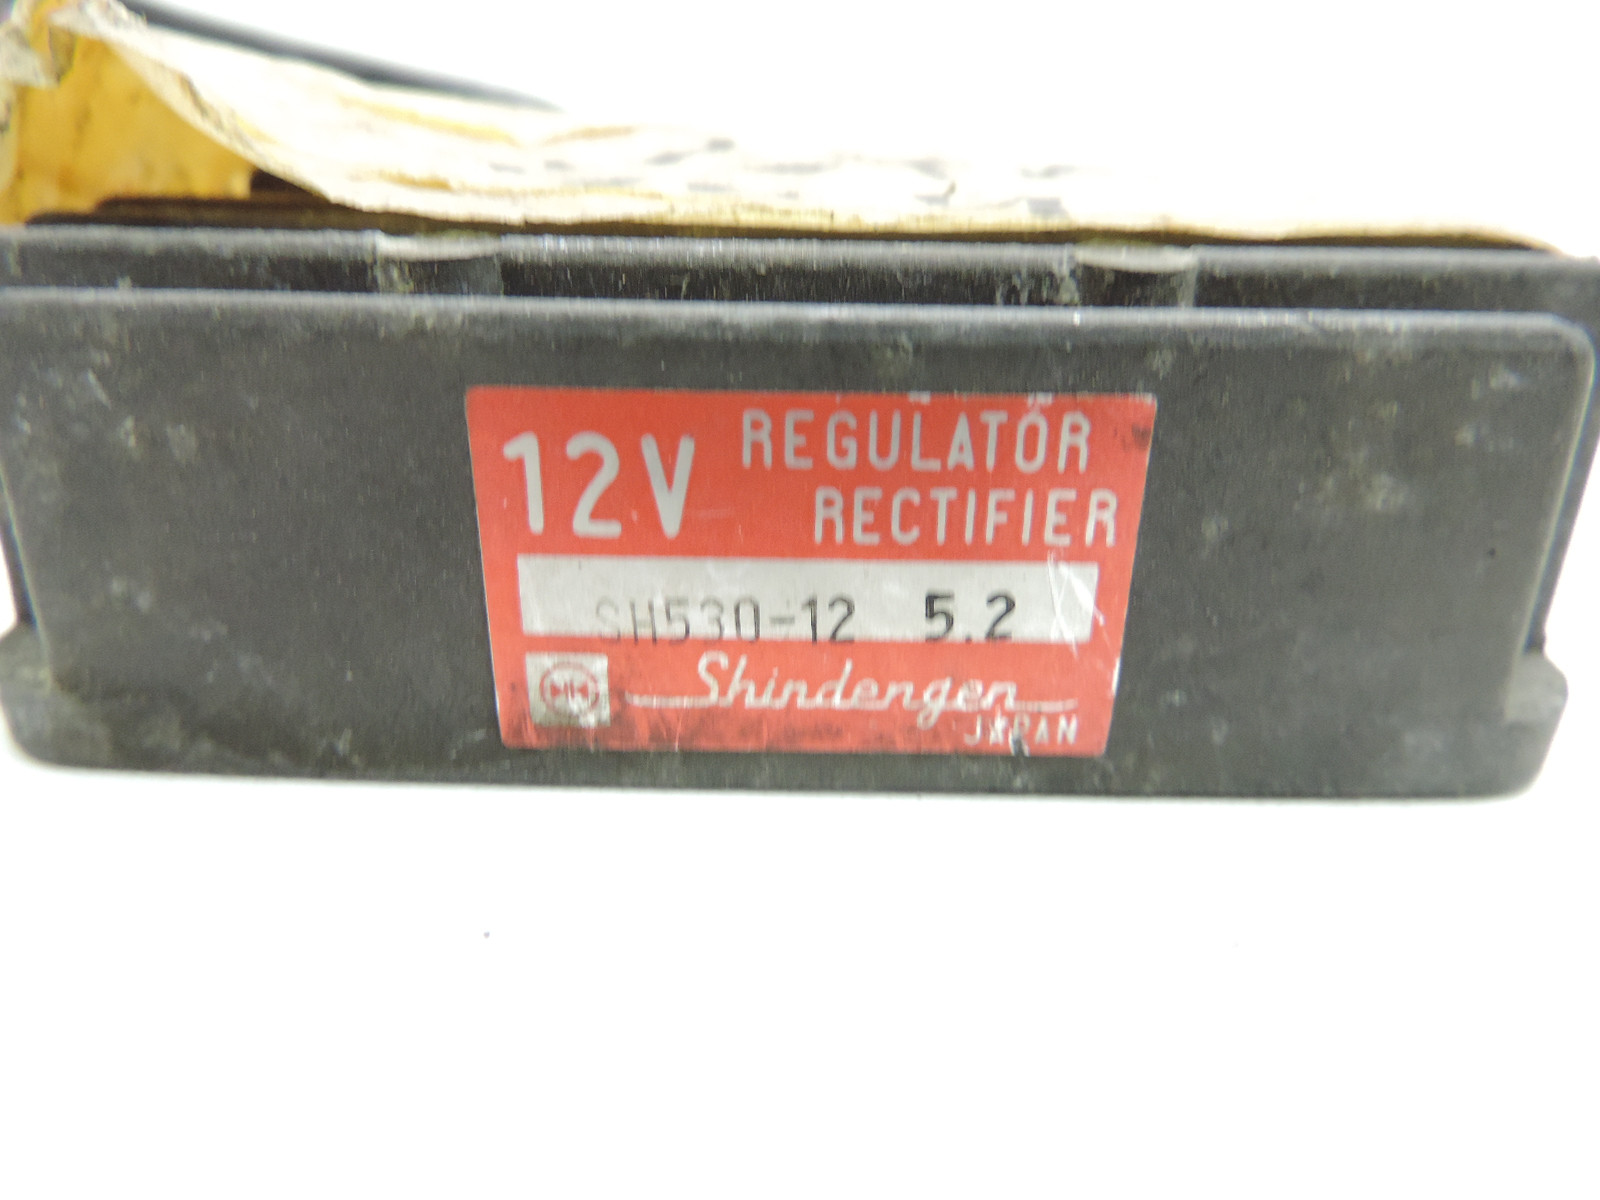 12V REGULATOR
RECTIFIER
SH530-12 5.2
Shindengen
JAPAN